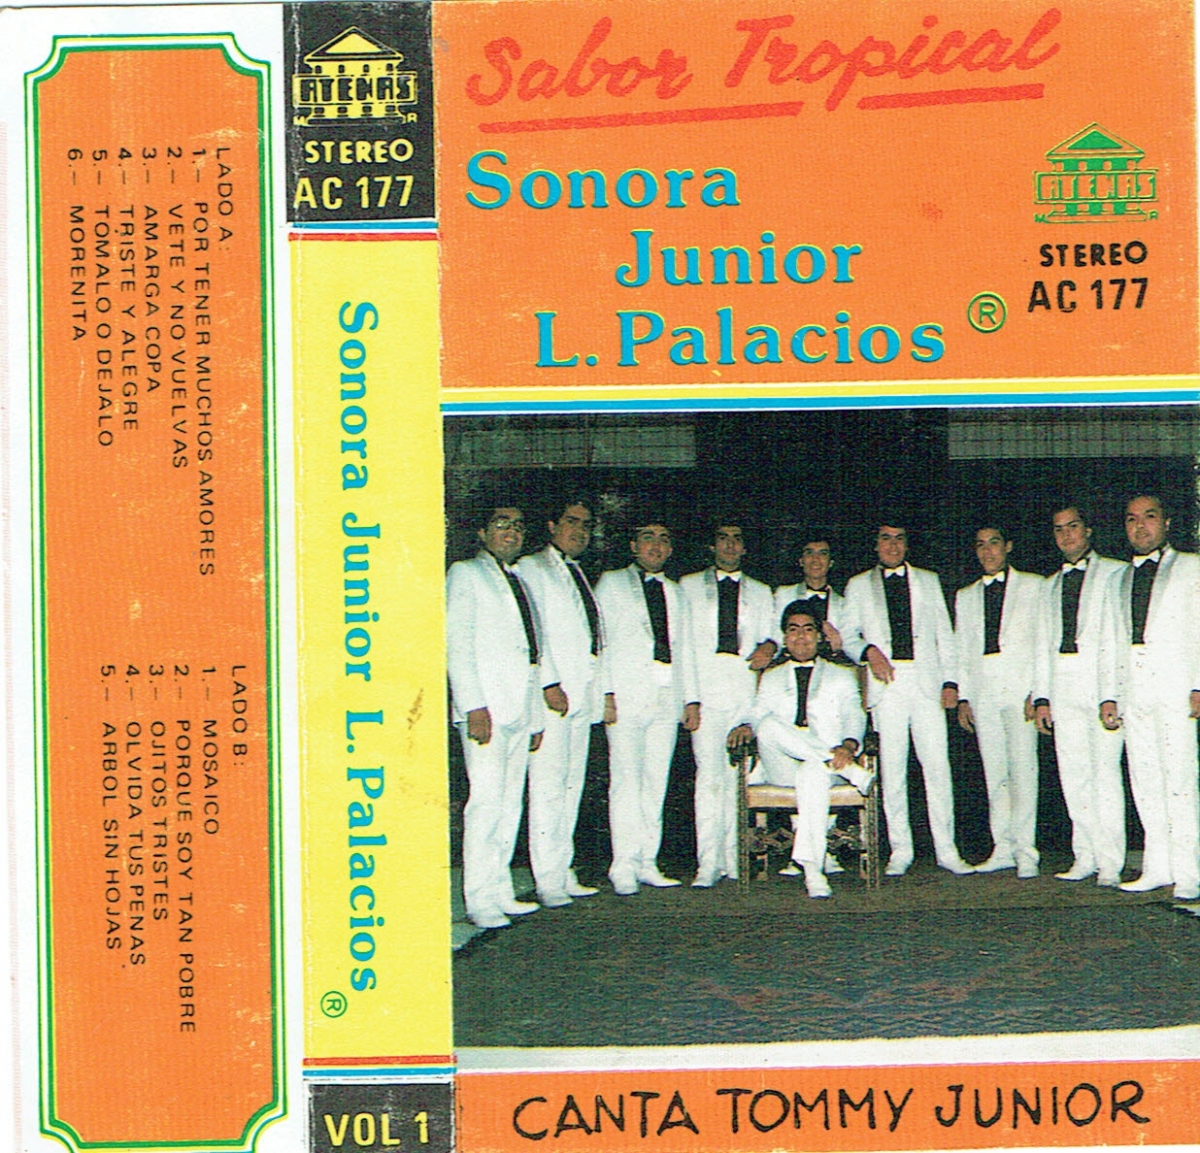 LADO A:
1.— POR TENER MUCHOS AMORES
2.— VETE Y NO VUELVAS
3.— AMARGA COPA
4.— TRISTE Y ALEGRE
5.— TOMALO O DEJALO
6.— MORENITA
LADO B:
1.— MOSAICO
2.— PORQUE SOY TAN POBRE
3.— OJITOS TRISTES
4.— OLVIDA TUS PENAS
5.— ARBOL SIN HOJAS
ATENAS
M R
STEREO
AC 177
Sonora Junior L. Palacios ®
VOL 1
Sabor Tropical
Sonora
Junior
L. Palacios ®
ATENAS
M R
STEREO
AC 177
CANTA TOMMY JUNIOR